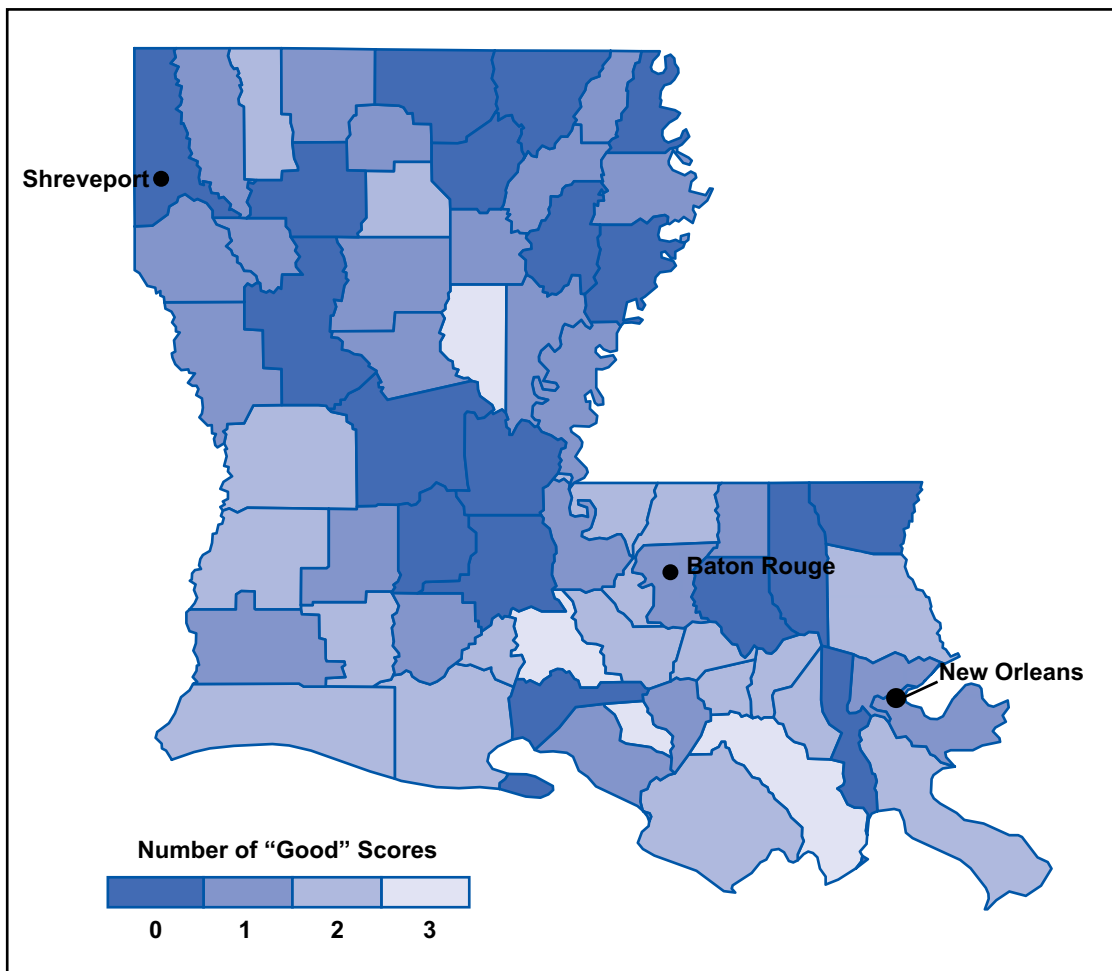 Shreveport
Baton Rouge
New Orleans
Number of “Good” Scores
0 1 2 3